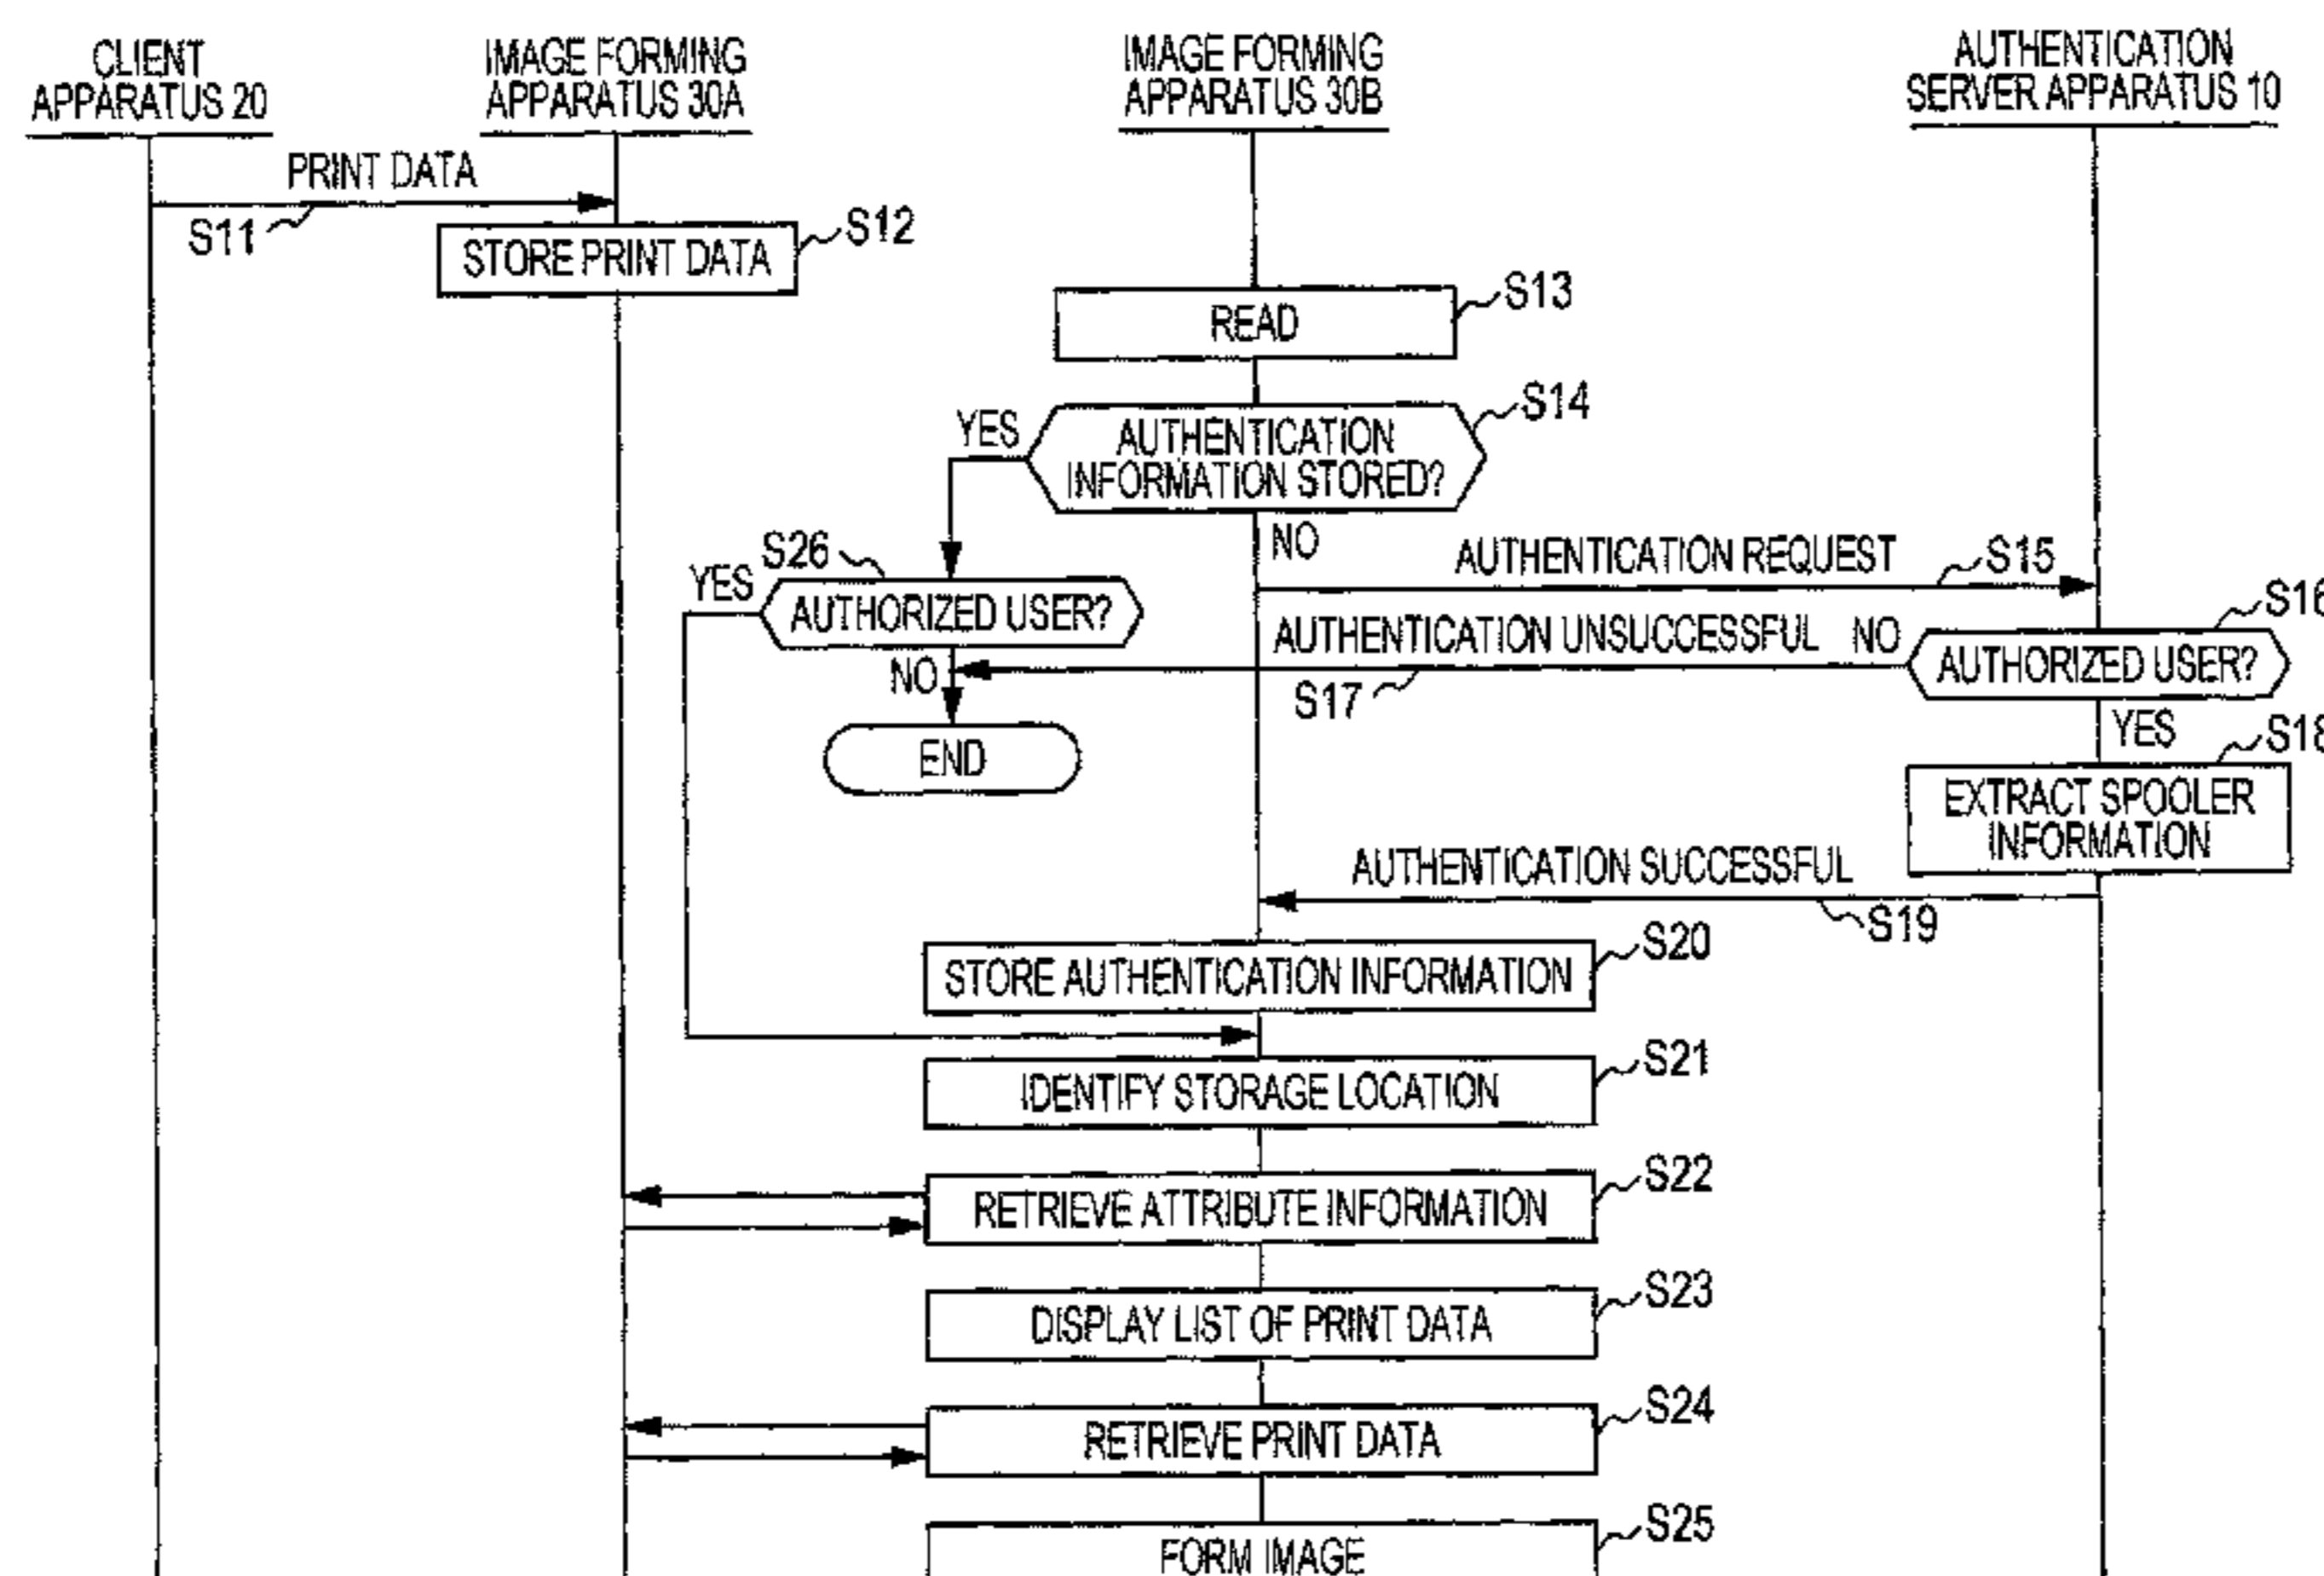 CLIENT
APPARATUS 20
IMAGE FORMING
APPARATUS 30A
IMAGE FORMING
APPARATUS 30B
AUTHENTICATION
SERVER APPARATUS 10
PRINT DATA
S11
STORE PRINT DATA
S12
READ
S13
YES
AUTHENTICATION
INFORMATION STORED?
S14
NO
S26
YES
AUTHORIZED USER?
NO
END
AUTHENTICATION REQUEST
S15
AUTHENTICATION UNSUCCESSFUL
NO
S17
AUTHORIZED USER?
S16
YES
S18
EXTRACT SPOOLER
INFORMATION
AUTHENTICATION SUCCESSFUL
S19
STORE AUTHENTICATION INFORMATION
S20
IDENTIFY STORAGE LOCATION
S21
RETRIEVE ATTRIBUTE INFORMATION
S22
DISPLAY LIST OF PRINT DATA
S23
RETRIEVE PRINT DATA
S24
FORM IMAGE
S25